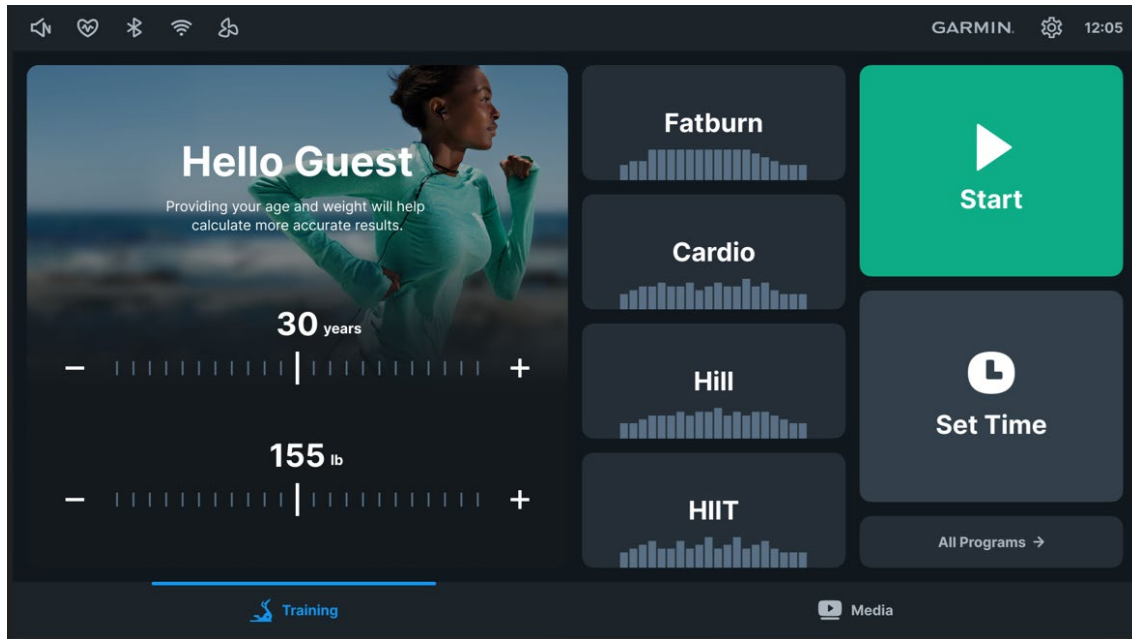 GARMIN.
12:05
Hello Guest
Providing your age and weight will help
calculate more accurate results.
30 years
155 lb
Fatburn
Cardio
Hill
HIIT
Start
Set Time
All Programs →
Training
Media